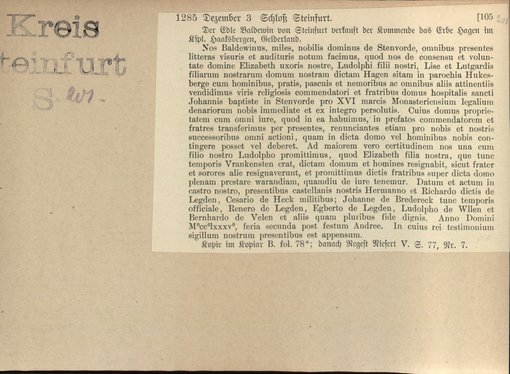 Kreis
teinfurt
S. 201.
1285 Dezember 3 Schloß Steinfurt. [105
Der Edle Baldewin von Steinfurt verkauft der Kommende das Erbe Hagen im
Kspl. Haaksbergen, Gelderland.
Nos Baldewinus, miles, nobilis dominus de Stenvorde, omnibus presentes
litteras visuris et audituris notum facimus, quod nos de consensu et volun-
tate domine Elizabeth uxoris nostre, Ludolphi filii nostri, Lise et Lutgardis
filiarum nostrarum domum nostram dictam Hagen sitam in parochia Hukes-
berge cum hominibus, pratis, pascuis et nemoribus ac omnibus aliis attinentiis
vendidimus viris religiosis commendatori et fratribus domus hospitalis sancti
Johannis baptiste in Stenvorde pro XVI marcis Monasteriensium legalium
denariorum nobis immediate et ex integro persolutis. Cuius domus proprie-
tatem cum omni iure, quod in ea habuimus, in prefatos commendatorem et
fratres transferimus per presentes, renunciantes etiam pro nobis et nostris
successoribus omni actioni, quam in dicta domo vel hominibus nobis con-
tingere posset vel deberet. Ad maiorem vero certitudinem nos una cum
filio nostro Ludolpho promittimus, quod Elizabeth filia nostra, que tunc
temporis Vrankensten erat, dictam domum et homines resignabit, sicut frater
et sorores alie resignaverunt, et promittimus dictis fratribus super dicta domo
plenam prestare warandiam, quamdiu de iure tenemur. Datum et actum in
castro nostro, presentibus castellanis nostris Hermanno et Richardo dictis de
Legden, Cesario de Heck militibus; Johanne de Bredereck tunc temporis
officiale, Renero de Legden, Egberto de Legden, Ludolpho de Wllen et
Bernhardo de Velen et aliis quam pluribus fide dignis. Anno Domini
M°cc°lxxxv°, feria secunda post festum Andree. In cuius rei testimonium
sigillum nostrum presentibus est appensum.
Kopie im Kopiar B. fol. 78*; danach Regest Niesert V. S. 77, Nr. 7.